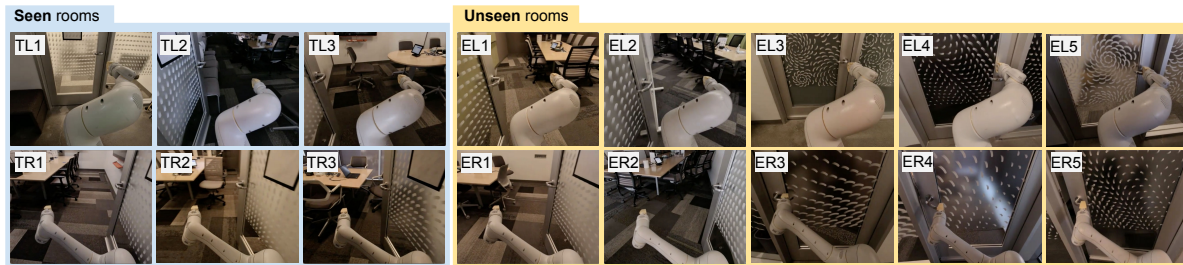 Seen rooms
Unseen rooms
TL1
TL2
TL3
EL1
EL2
EL3
EL4
EL5
TR1
TR2
TR3
ER1
ER2
ER3
ER4
ER5